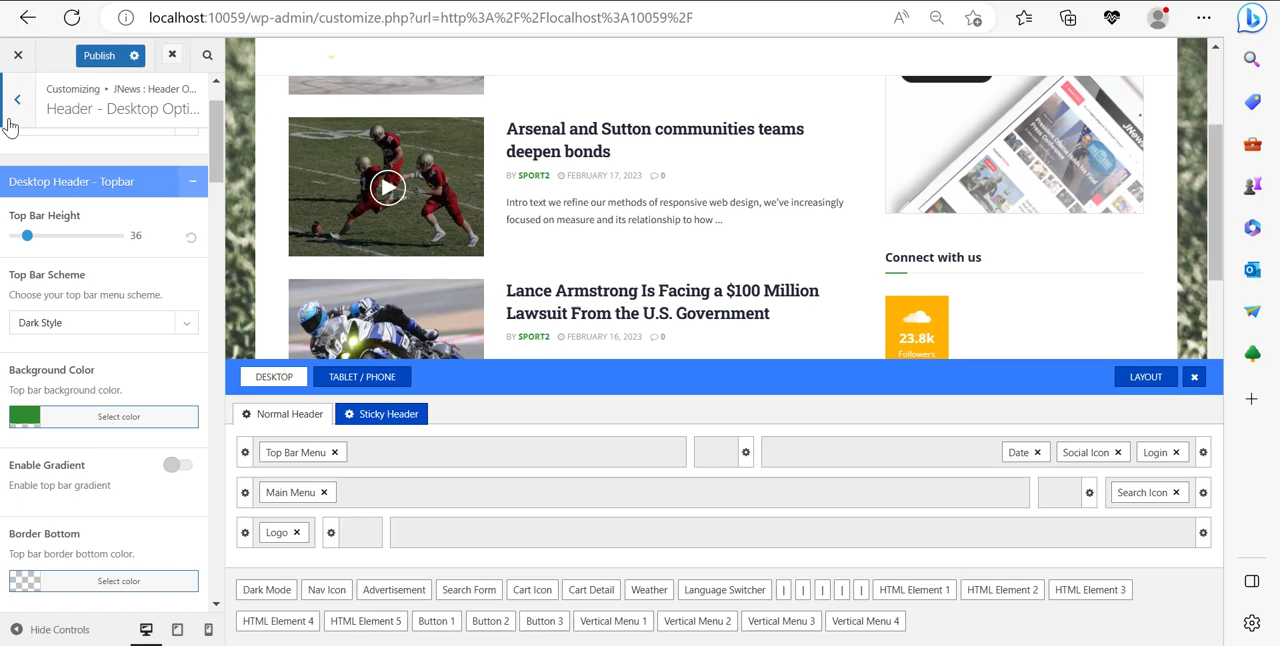 localhost:10059/wp-admin/customize.php?url=http%3A%2F%2Flocalhost%3A10059%2F
Publish
Customizing • JNews : Header O...
Header - Desktop Opti...
Desktop Header - Topbar
Top Bar Height
36
Top Bar Scheme
Choose your top bar menu scheme.
Dark Style
Background Color
Top bar background color.
Select color
Enable Gradient
Enable top bar gradient
Border Bottom
Top bar border bottom color.
Select color
Hide Controls
Arsenal and Sutton communities teams
deepen bonds
BY SPORT2 FEBRUARY 17, 2023 0
Intro text we refine our methods of responsive web design, we've increasingly
focused on measure and its relationship to how ...
Lance Armstrong Is Facing a $100 Million
Lawsuit From the U.S. Government
BY SPORT2 FEBRUARY 16, 2023 0
Connect with us
23.8k
Followers
DESKTOP TABLET / PHONE LAYOUT
Normal Header Sticky Header
Top Bar Menu Date Social Icon Login
Main Menu Search Icon
Logo
Dark Mode Nav Icon Advertisement Search Form Cart Icon Cart Detail Weather Language Switcher | | | | | HTML Element 1 HTML Element 2 HTML Element 3
HTML Element 4 HTML Element 5 Button 1 Button 2 Button 3 Vertical Menu 1 Vertical Menu 2 Vertical Menu 3 Vertical Menu 4